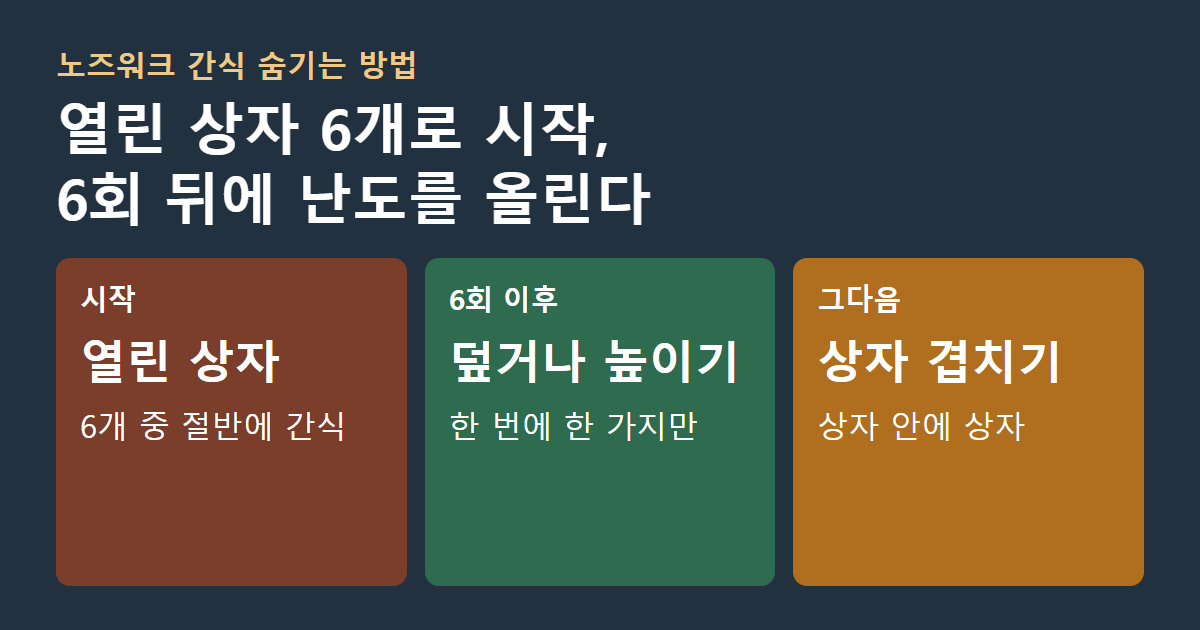 노즈워크 간식 숨기는 방법
열린 상자 6개로 시작,
6회 뒤에 난도를 올린다
시작
열린 상자
6개 중 절반에 간식
6회 이후
덮거나 높이기
한 번에 한 가지만
그다음
상자 겹치기
상자 안에 상자